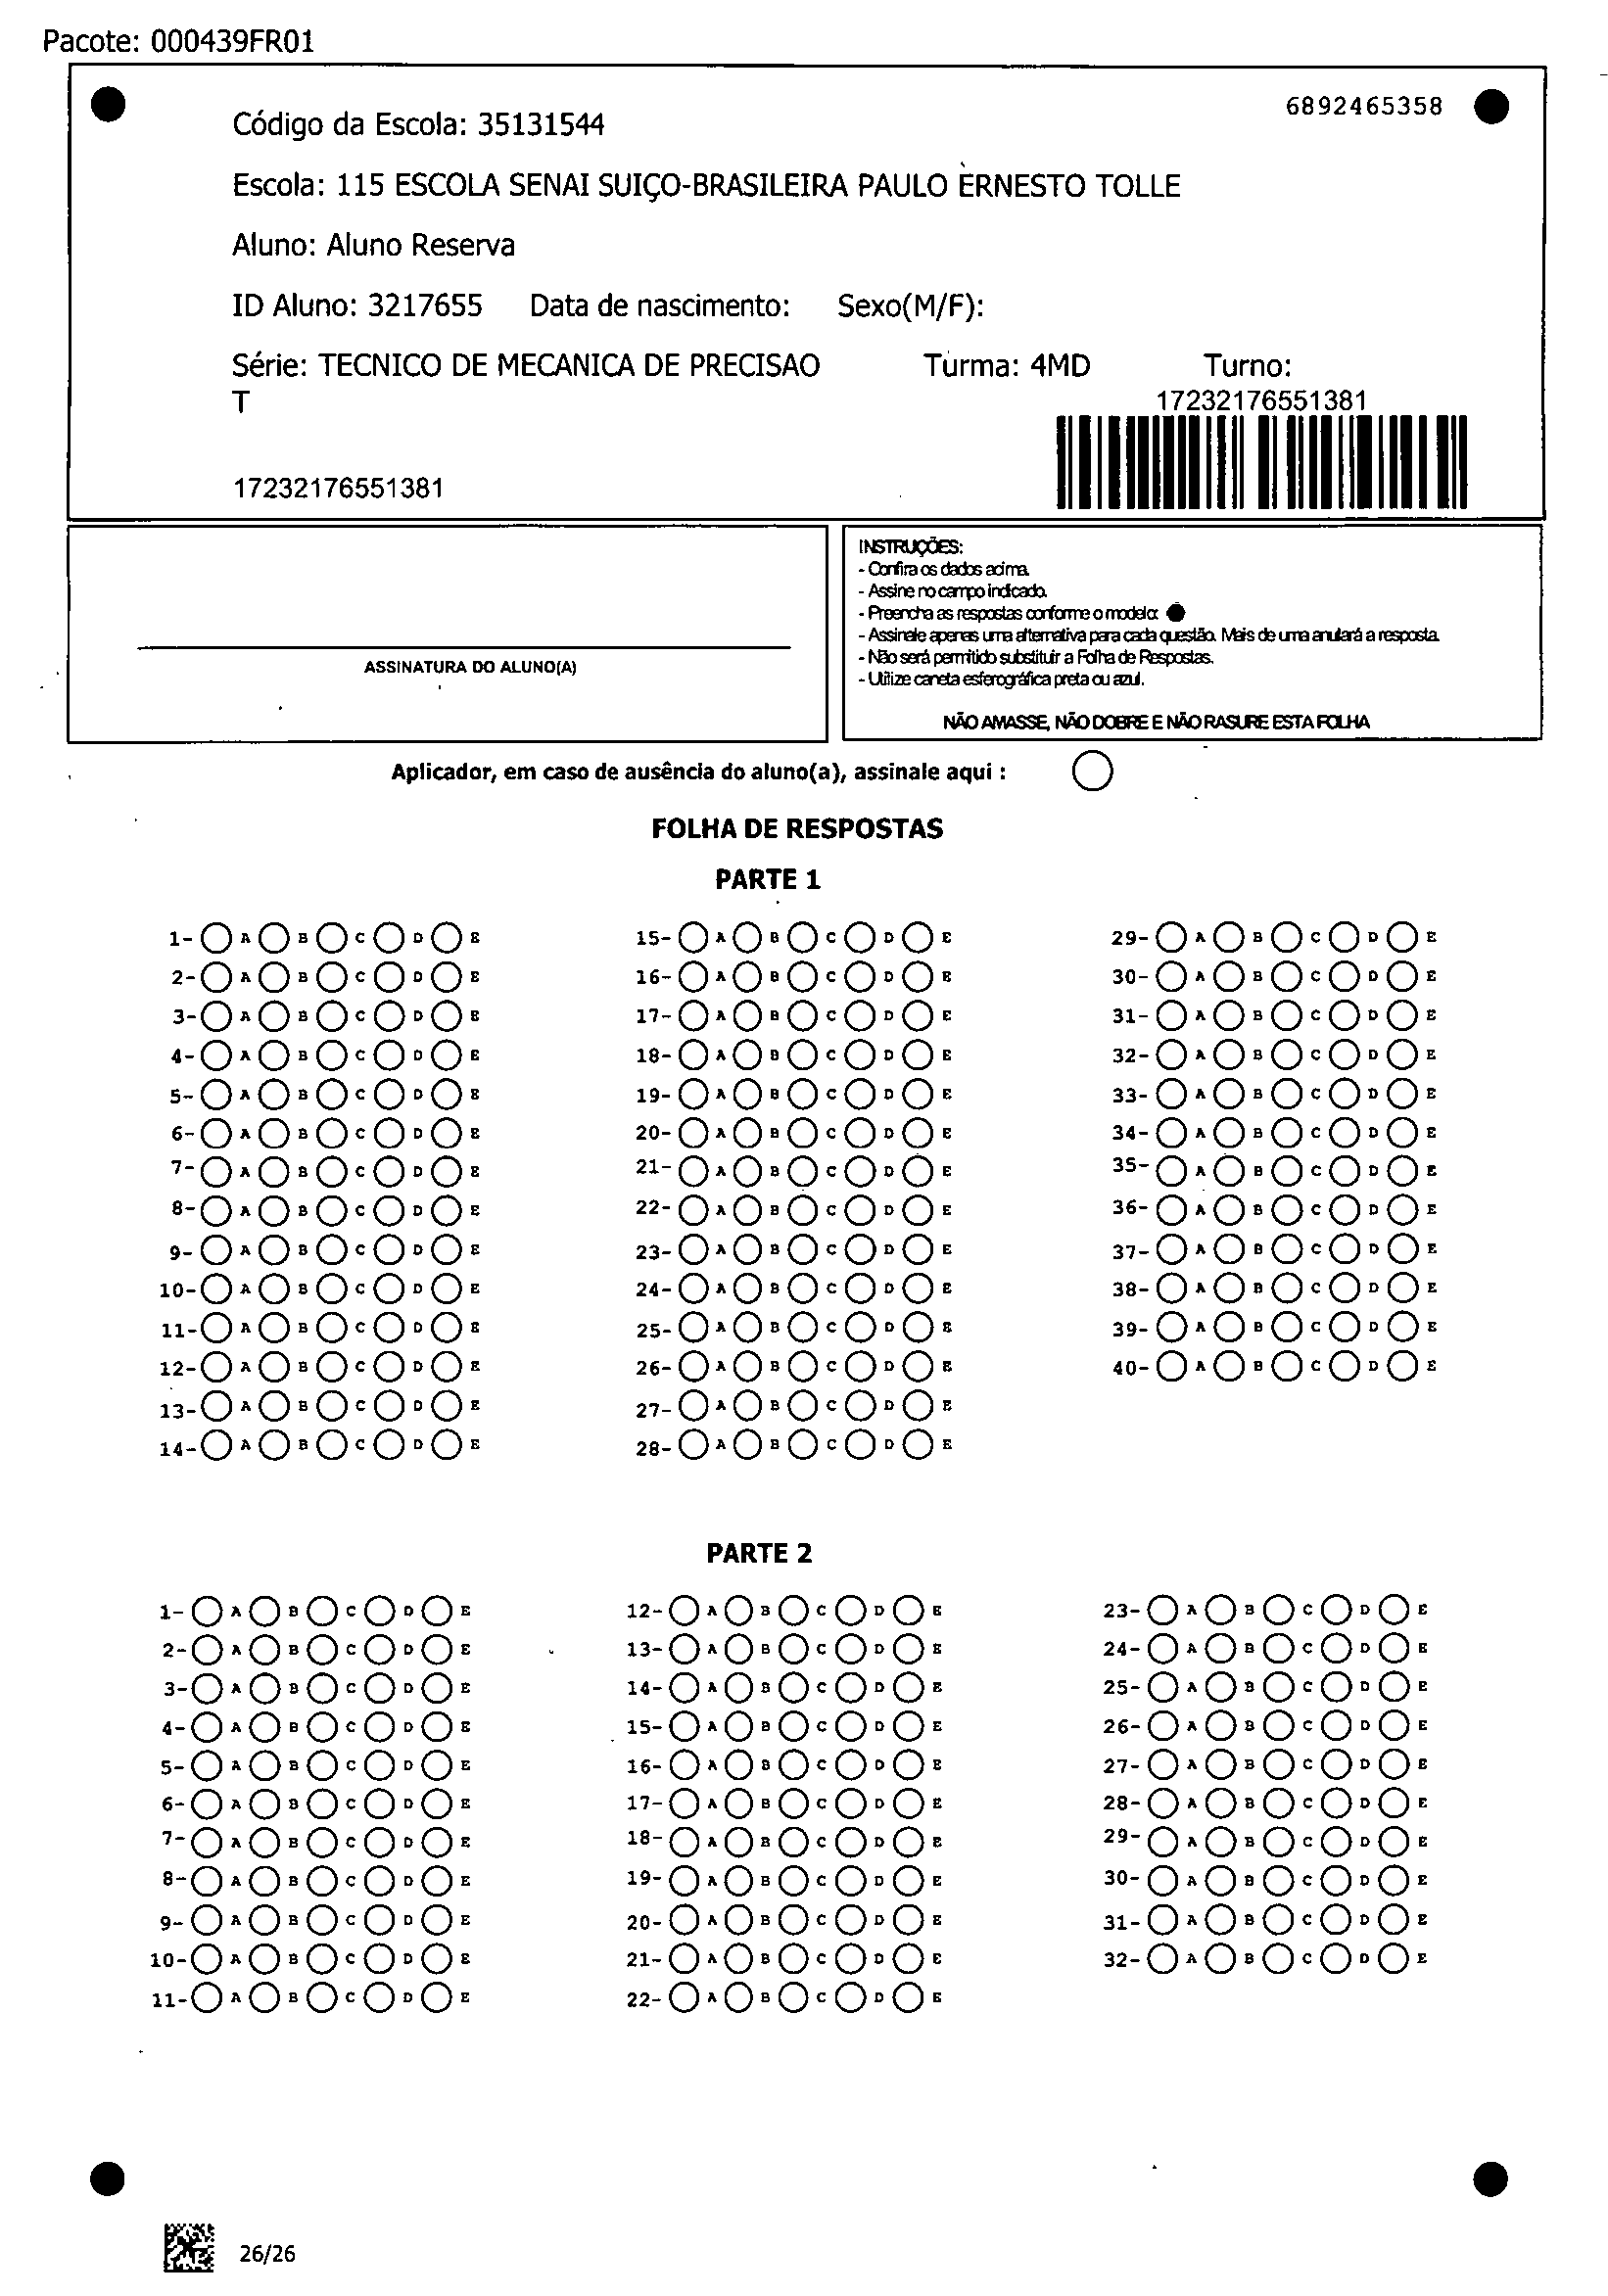 Pacote: 000439FR01
6892465358
Código da Escola: 35131544
Escola: 115 ESCOLA SENAI SUIÇO-BRASILEIRA PAULO ERNESTO TOLLE
Aluno: Aluno Reserva
ID Aluno: 3217655 Data de nascimento: Sexo(M/F):
Série: TECNICO DE MECANICA DE PRECISAO Turma: 4MD Turno:
T
17232176551381
17232176551381
ASSINATURA DO ALUNO(A)
INSTRUÇÕES:
- Confira os dados acima.
- Assine no campo indicado.
- Preencha as respostas conforme o modelo:
- Assinale apenas uma alternativa para cada questão. Mais de uma anulará a resposta.
- Não será permitido substituir a Folha de Respostas.
- Utilize caneta esferográfica preta ou azul.
NÃO AMASSE, NÃO DOBRE E NÃO RASURE ESTA FOLHA
Aplicador, em caso de ausência do aluno(a), assinale aqui :
FOLHA DE RESPOSTAS
PARTE 1
1- A B C D E 15- A B C D E 29- A B C D E
2- A B C D E 16- A B C D E 30- A B C D E
3- A B C D E 17- A B C D E 31- A B C D E
4- A B C D E 18- A B C D E 32- A B C D E
5- A B C D E 19- A B C D E 33- A B C D E
6- A B C D E 20- A B C D E 34- A B C D E
7- A B C D E 21- A B C D E 35- A B C D E
8- A B C D E 22- A B C D E 36- A B C D E
9- A B C D E 23- A B C D E 37- A B C D E
10- A B C D E 24- A B C D E 38- A B C D E
11- A B C D E 25- A B C D E 39- A B C D E
12- A B C D E 26- A B C D E 40- A B C D E
13- A B C D E 27- A B C D E
14- A B C D E 28- A B C D E
PARTE 2
1- A B C D E 12- A B C D E 23- A B C D E
2- A B C D E 13- A B C D E 24- A B C D E
3- A B C D E 14- A B C D E 25- A B C D E
4- A B C D E 15- A B C D E 26- A B C D E
5- A B C D E 16- A B C D E 27- A B C D E
6- A B C D E 17- A B C D E 28- A B C D E
7- A B C D E 18- A B C D E 29- A B C D E
8- A B C D E 19- A B C D E 30- A B C D E
9- A B C D E 20- A B C D E 31- A B C D E
10- A B C D E 21- A B C D E 32- A B C D E
11- A B C D E 22- A B C D E
26/26